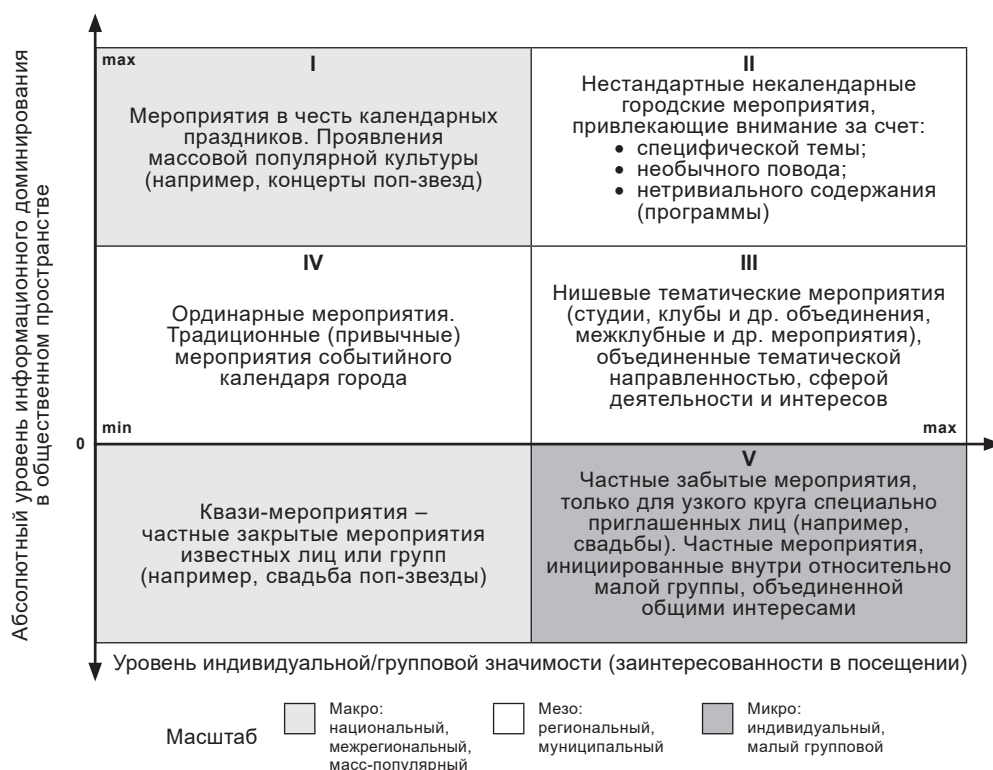 Абсолютный уровень информационного доминирования
в общественном пространстве
max
I
Мероприятия в честь календарных
праздников. Проявления
массовой популярной культуры
(например, концерты поп-звезд)
II
Нестандартные некалендарные
городские мероприятия,
привлекающие внимание за счет:
• специфической темы;
• необычного повода;
• нетривиального содержания
(программы)
IV
Ординарные мероприятия.
Традиционные (привычные)
мероприятия событийного
календаря города
III
Нишевые тематические мероприятия
(студии, клубы и др. объединения,
межклубные и др. мероприятия),
объединенные тематической
направленностью, сферой
деятельности и интересов
0
min
max
Квази-мероприятия –
частные закрытые мероприятия
известных лиц или групп
(например, свадьба поп-звезды)
V
Частные забытые мероприятия,
только для узкого круга специально
приглашенных лиц (например,
свадьбы). Частные мероприятия,
инициированные внутри относительно
малой группы, объединенной
общими интересами
Уровень индивидуальной/групповой значимости (заинтересованности в посещении)
Масштаб
Макро:
национальный,
межрегиональный,
масс-популярный
Мезо:
региональный,
муниципальный
Микро:
индивидуальный,
малый групповой